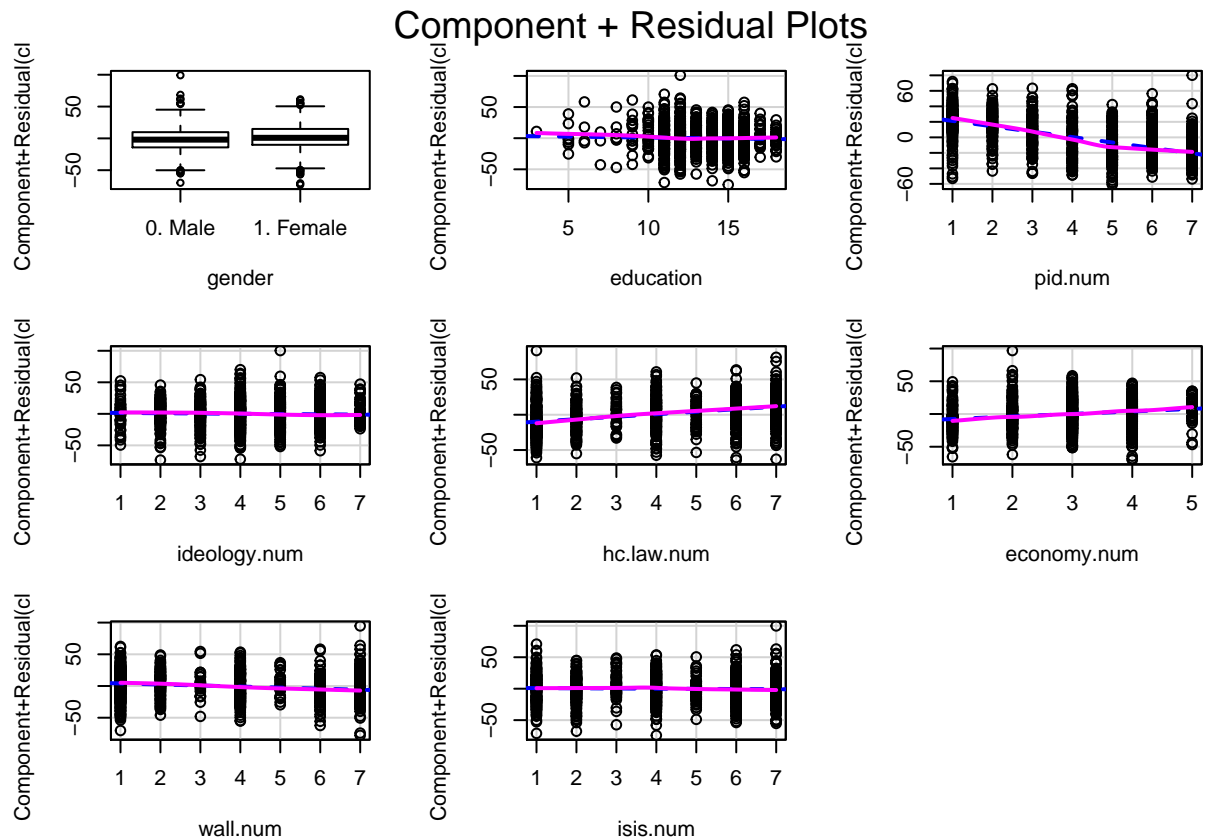 Component + Residual Plots
Component+Residual(cl
50
−50
0. Male
1. Female
gender
Component+Residual(cl
50
−50
5
10
15
education
Component+Residual(cl
60
0
−60
1 2 3 4 5 6 7
pid.num
Component+Residual(cl
50
−50
1 2 3 4 5 6 7
ideology.num
Component+Residual(cl
50
−50
1 2 3 4 5 6 7
hc.law.num
Component+Residual(cl
50
−50
1 2 3 4 5
economy.num
Component+Residual(cl
50
−50
1 2 3 4 5 6 7
wall.num
Component+Residual(cl
50
−50
1 2 3 4 5 6 7
isis.num